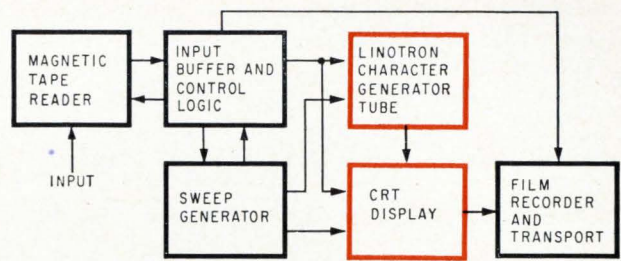 MAGNETIC
TAPE
READER
INPUT
BUFFER AND
CONTROL
LOGIC
LINOTRON
CHARACTER
GENERATOR
TUBE
INPUT
SWEEP
GENERATOR
CRT
DISPLAY
FILM
RECORDER
AND
TRANSPORT